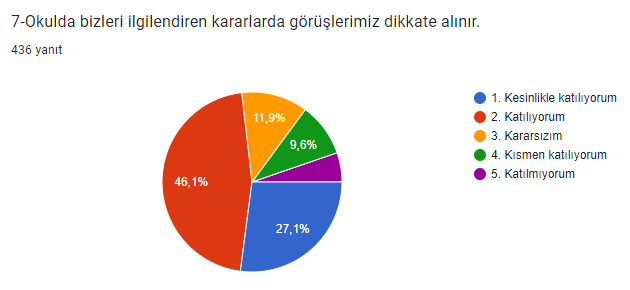 7-Okulda bizleri ilgilendiren kararlarda görüşlerimiz dikkate alınır.
436 yanıt
11,9%
9,6%
46,1%
27,1%
1. Kesinlikle katılıyorum
2. Katılıyorum
3. Kararsızım
4. Kısmen katılıyorum
5. Katılmıyorum